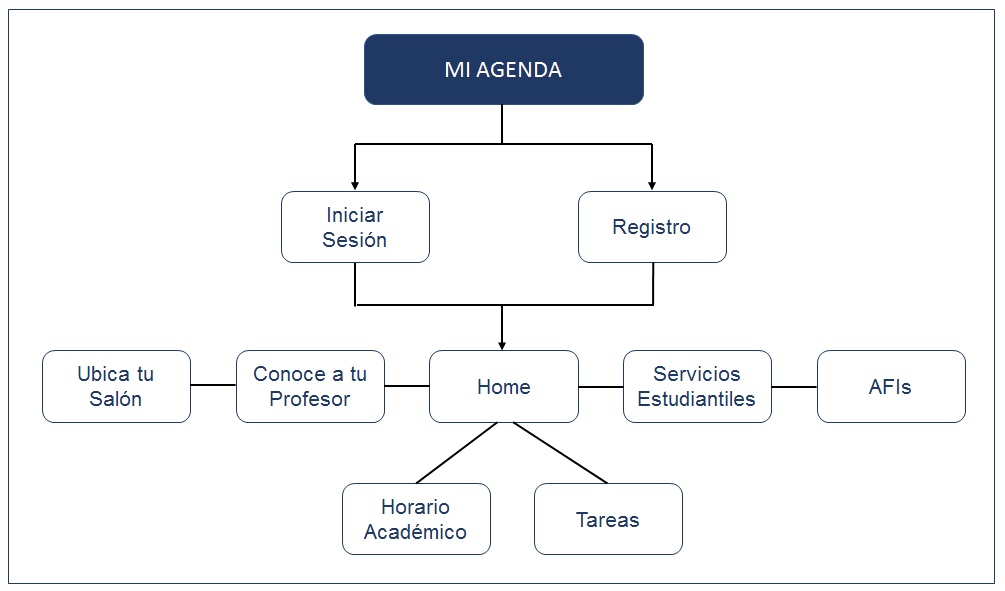 MI AGENDA
Iniciar
Sesión
Registro
Ubica tu
Salón
Conoce a tu
Profesor
Home
Servicios
Estudiantiles
AFIs
Horario
Académico
Tareas